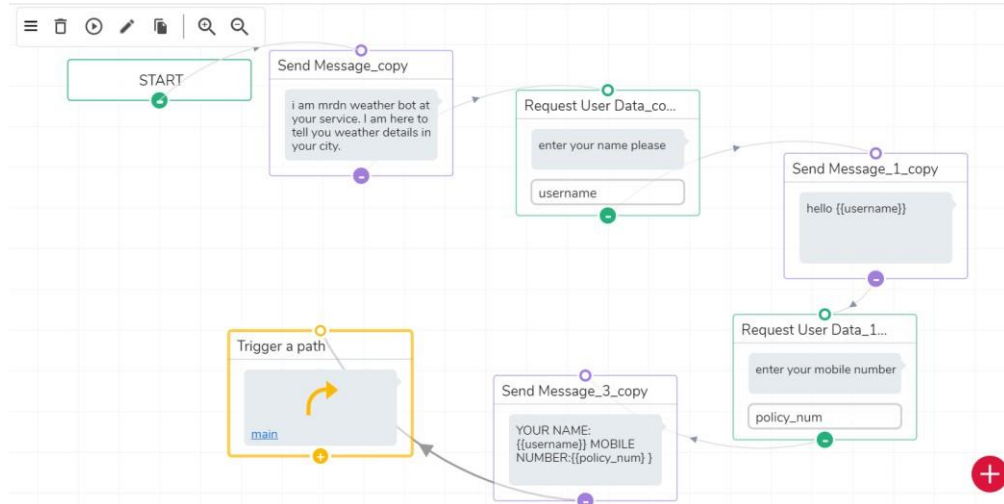 START
Send Message_copy
i am mrdn weather bot at
your service. I am here to
tell you weather details in
your city.
Request User Data_co...
enter your name please
username
Send Message_1_copy
hello {{username}}
Request User Data_1...
enter your mobile number
policy_num
Send Message_3_copy
YOUR NAME:
{{username}} MOBILE
NUMBER:{{policy_num} }
Trigger a path
main